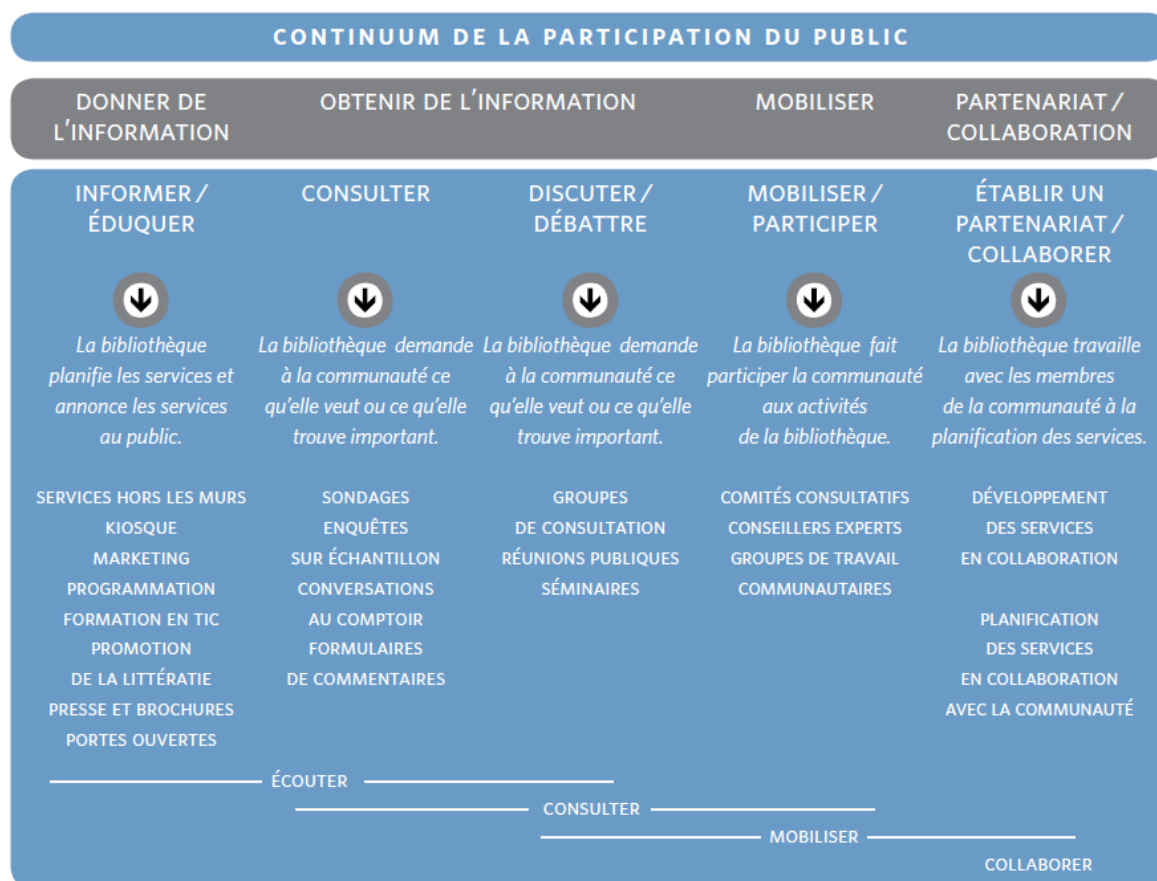 CONTINUUM DE LA PARTICIPATION DU PUBLIC
DONNER DE
L'INFORMATION
OBTENIR DE L'INFORMATION
MOBILISER
PARTENARIAT /
COLLABORATION
INFORMER /
ÉDUQUER
La bibliothèque
planifie les services et
annonce les services
au public.
SERVICES HORS LES MURS
KIOSQUE
MARKETING
PROGRAMMATION
FORMATION EN TIC
PROMOTION
DE LA LITTÉRATIE
PRESSE ET BROCHURES
PORTES OUVERTES
CONSULTER
La bibliothèque demande
à la communauté ce
qu'elle veut ou ce qu'elle
trouve important.
SONDAGES
ENQUÊTES
SUR ÉCHANTILLON
CONVERSATIONS
AU COMPTOIR
FORMULAIRES
DE COMMENTAIRES
DISCUTER /
DÉBATTRE
La bibliothèque demande
à la communauté ce
qu'elle veut ou ce qu'elle
trouve important.
GROUPES
DE CONSULTATION
RÉUNIONS PUBLIQUES
SÉMINAIRES
MOBILISER /
PARTICIPER
La bibliothèque fait
participer la communauté
aux activités
de la bibliothèque.
COMITÉS CONSULTATIFS
CONSEILLERS EXPERTS
GROUPES DE TRAVAIL
COMMUNAUTAIRES
ÉTABLIR UN
PARTENARIAT /
COLLABORER
La bibliothèque travaille
avec les membres
de la communauté à la
planification des services.
DÉVELOPPEMENT
DES SERVICES
EN COLLABORATION
PLANIFICATION
DES SERVICES
EN COLLABORATION
AVEC LA COMMUNAUTÉ
ÉCOUTER
CONSULTER
MOBILISER
COLLABORER